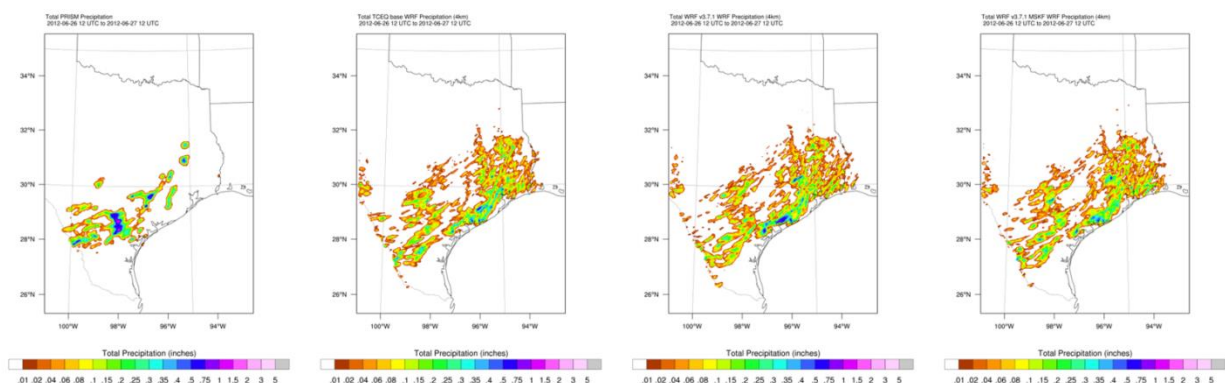 Total PRISM Precipitation
2012-06-26 12 UTC to 2012-06-27 12 UTC
34°N
32°N
30°N
28°N
26°N
100°W 98°W 96°W 94°W
Total Precipitation (inches)
.01 .02 .04 .06 .08 .1 .15 .2 .25 .3 .35 .4 .5 .75 1 1.5 2 3 5
Total TCEQ base WRF Precipitation (4km)
2012-06-26 12 UTC to 2012-06-27 12 UTC
34°N
32°N
30°N
28°N
26°N
100°W 98°W 96°W 94°W
Total Precipitation (inches)
.01 .02 .04 .06 .08 .1 .15 .2 .25 .3 .35 .4 .5 .75 1 1.5 2 3 5
Total WRF v3.7.1 WRF Precipitation (4km)
2012-06-26 12 UTC to 2012-06-27 12 UTC
34°N
32°N
30°N
28°N
26°N
100°W 98°W 96°W 94°W
Total Precipitation (inches)
.01 .02 .04 .06 .08 .1 .15 .2 .25 .3 .35 .4 .5 .75 1 1.5 2 3 5
Total WRF v3.7.1 MSKF WRF Precipitation (4km)
2012-06-26 12 UTC to 2012-06-27 12 UTC
34°N
32°N
30°N
28°N
26°N
100°W 98°W 96°W 94°W
Total Precipitation (inches)
.01 .02 .04 .06 .08 .1 .15 .2 .25 .3 .35 .4 .5 .75 1 1.5 2 3 5